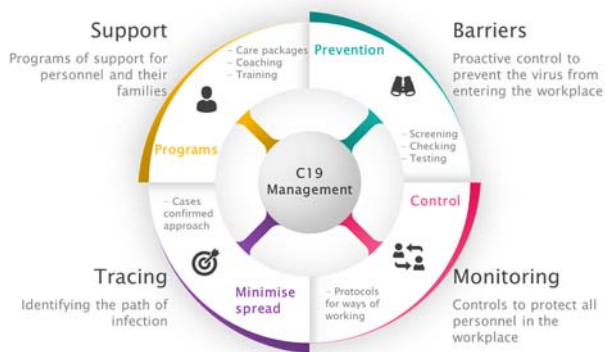 Support
Programs of support for
personnel and their
families
– Care packages
– Coaching
– Training
Programs
Prevention
– Screening
– Checking
– Testing
Barriers
Proactive control to
prevent the virus from
entering the workplace
C19
Management
– Cases
confirmed
approach
Minimise
spread
Tracing
Identifying the path of
infection
Control
– Protocols
for ways of
working
Monitoring
Controls to protect all
personnel in the
workplace